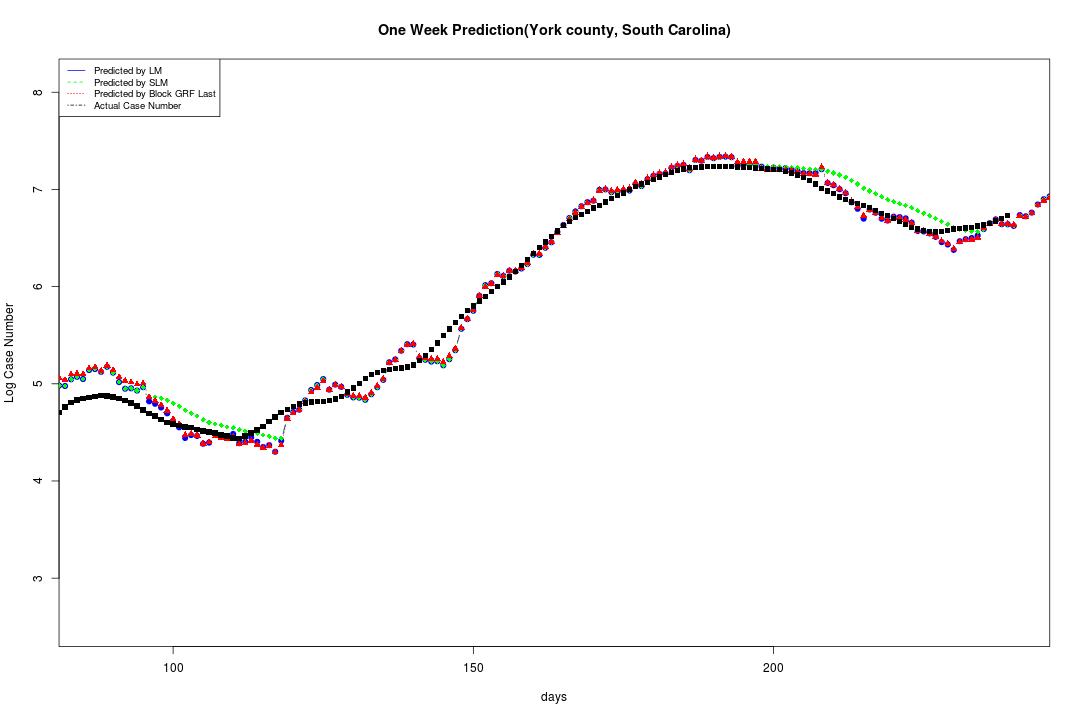 One Week Prediction(York county, South Carolina)
Predicted by LM
Predicted by SLM
Predicted by Block GRF Last
Actual Case Number
8
7
6
5
4
3
Log Case Number
100 150 200
days